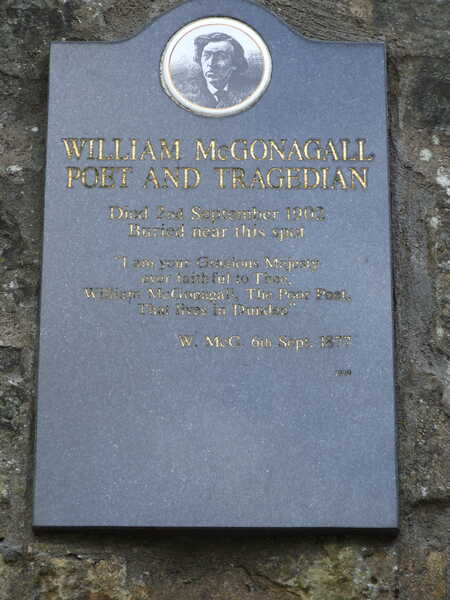 WILLIAM McGONAGALL
POET AND TRAGEDIAN
Died 29th September 1902
Buried near this spot
"I am your Gracious Majesty
ever faithful to Thee,
William McGonagall, The Poor Poet,
That lives in Dundee"
W. McG. 6th Sept. 1877